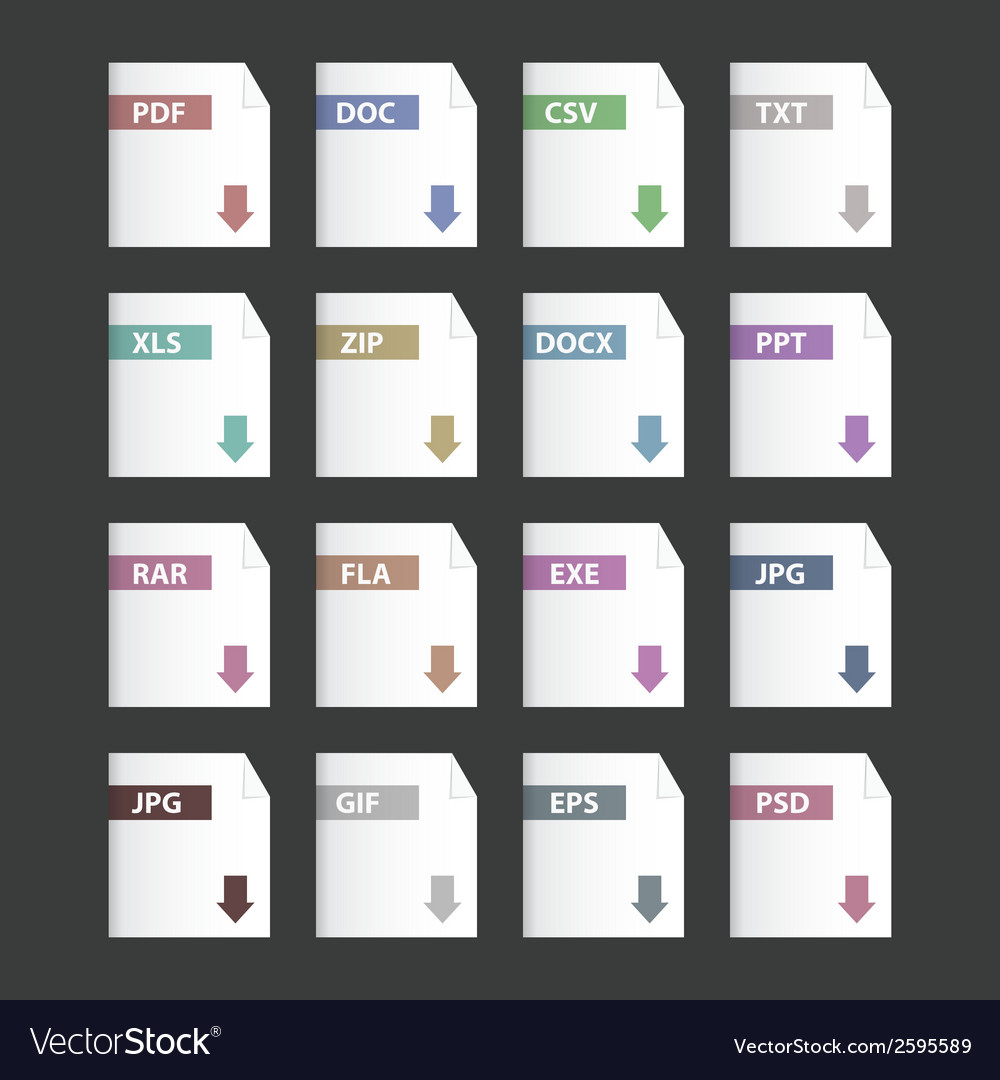 PDF DOC CSV TXT
XLS ZIP DOCX PPT
RAR FLA EXE JPG
JPG GIF EPS PSD
VectorStock® VectorStock.com/2595589